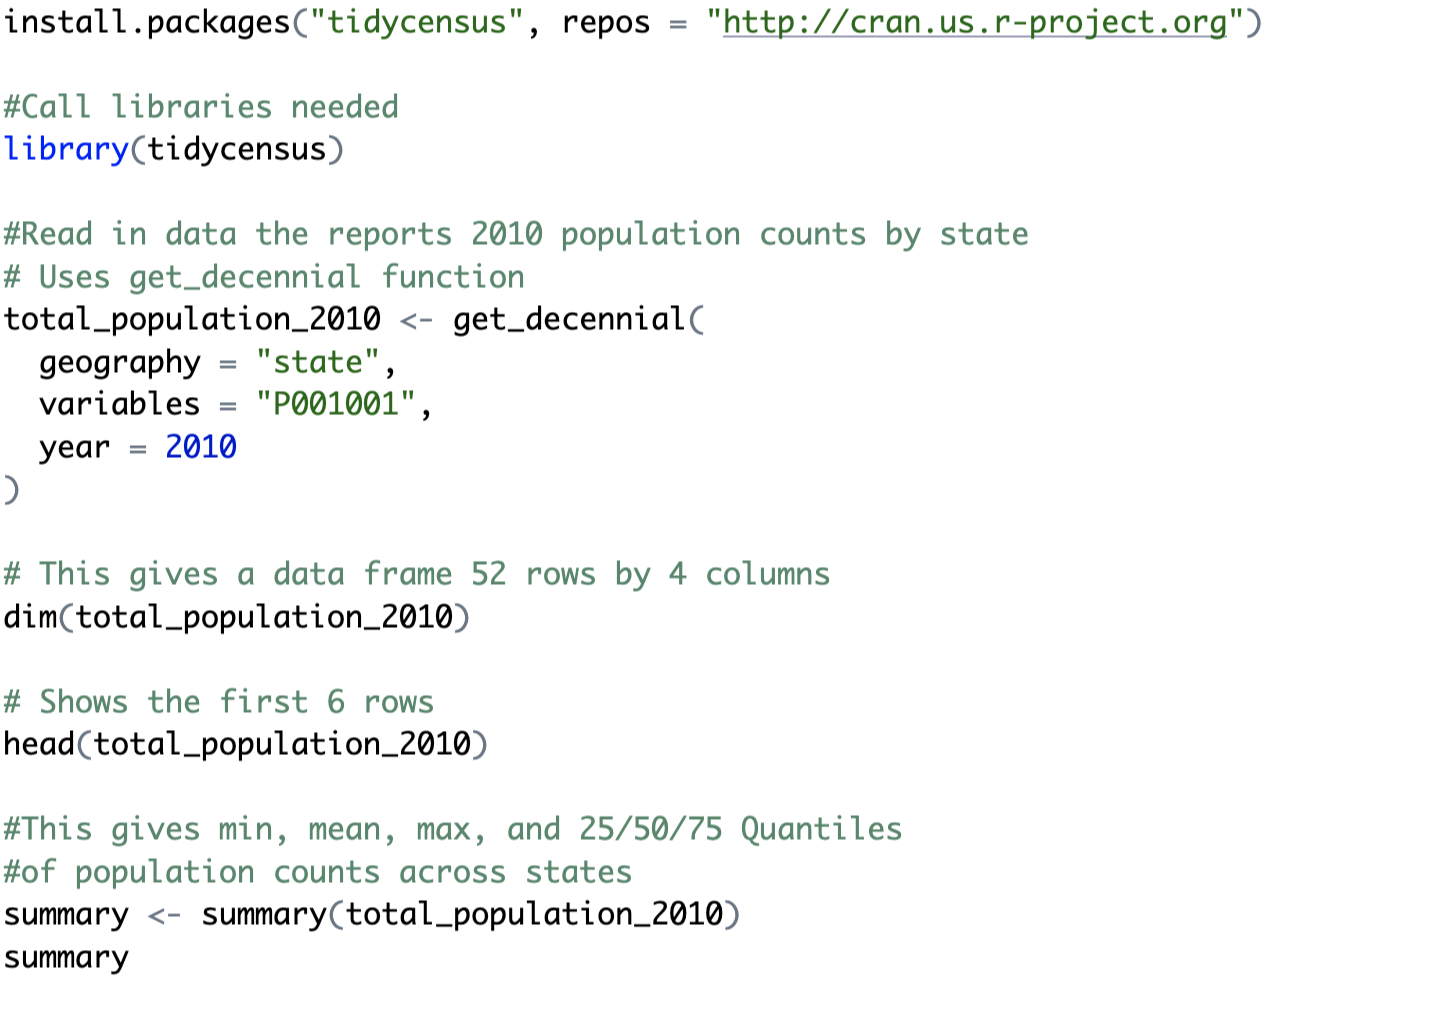 install.packages("tidycensus", repos = "http://cran.us.r-project.org")
#Call libraries needed
library(tidycensus)
#Read in data the reports 2010 population counts by state
# Uses get_decennial function
total_population_2010 <- get_decennial(
  geography = "state",
  variables = "P001001",
  year = 2010
)
# This gives a data frame 52 rows by 4 columns
dim(total_population_2010)
# Shows the first 6 rows
head(total_population_2010)
#This gives min, mean, max, and 25/50/75 Quantiles
#of population counts across states
summary <- summary(total_population_2010)
summary